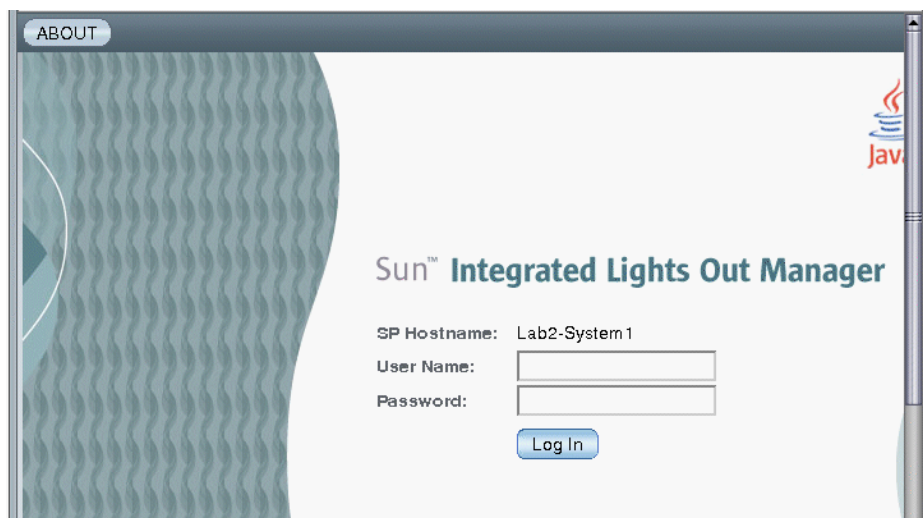 ABOUT
Java
Sun™ Integrated Lights Out Manager
SP Hostname: Lab2-System1
User Name:
Password:
Log In